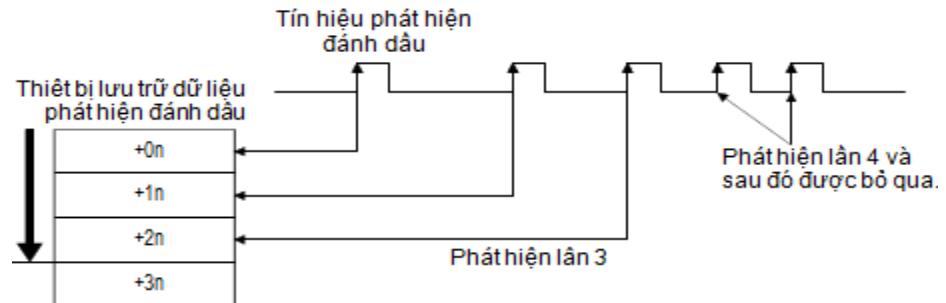 Tín hiệu phát hiện
đánh dấu
Thiết bị lưu trữ dữ liệu
phát hiện đánh dấu
+0n
+1n
+2n
+3n
Phát hiện lần 4 và
sau đó được bỏ qua.
Phát hiện lần 3